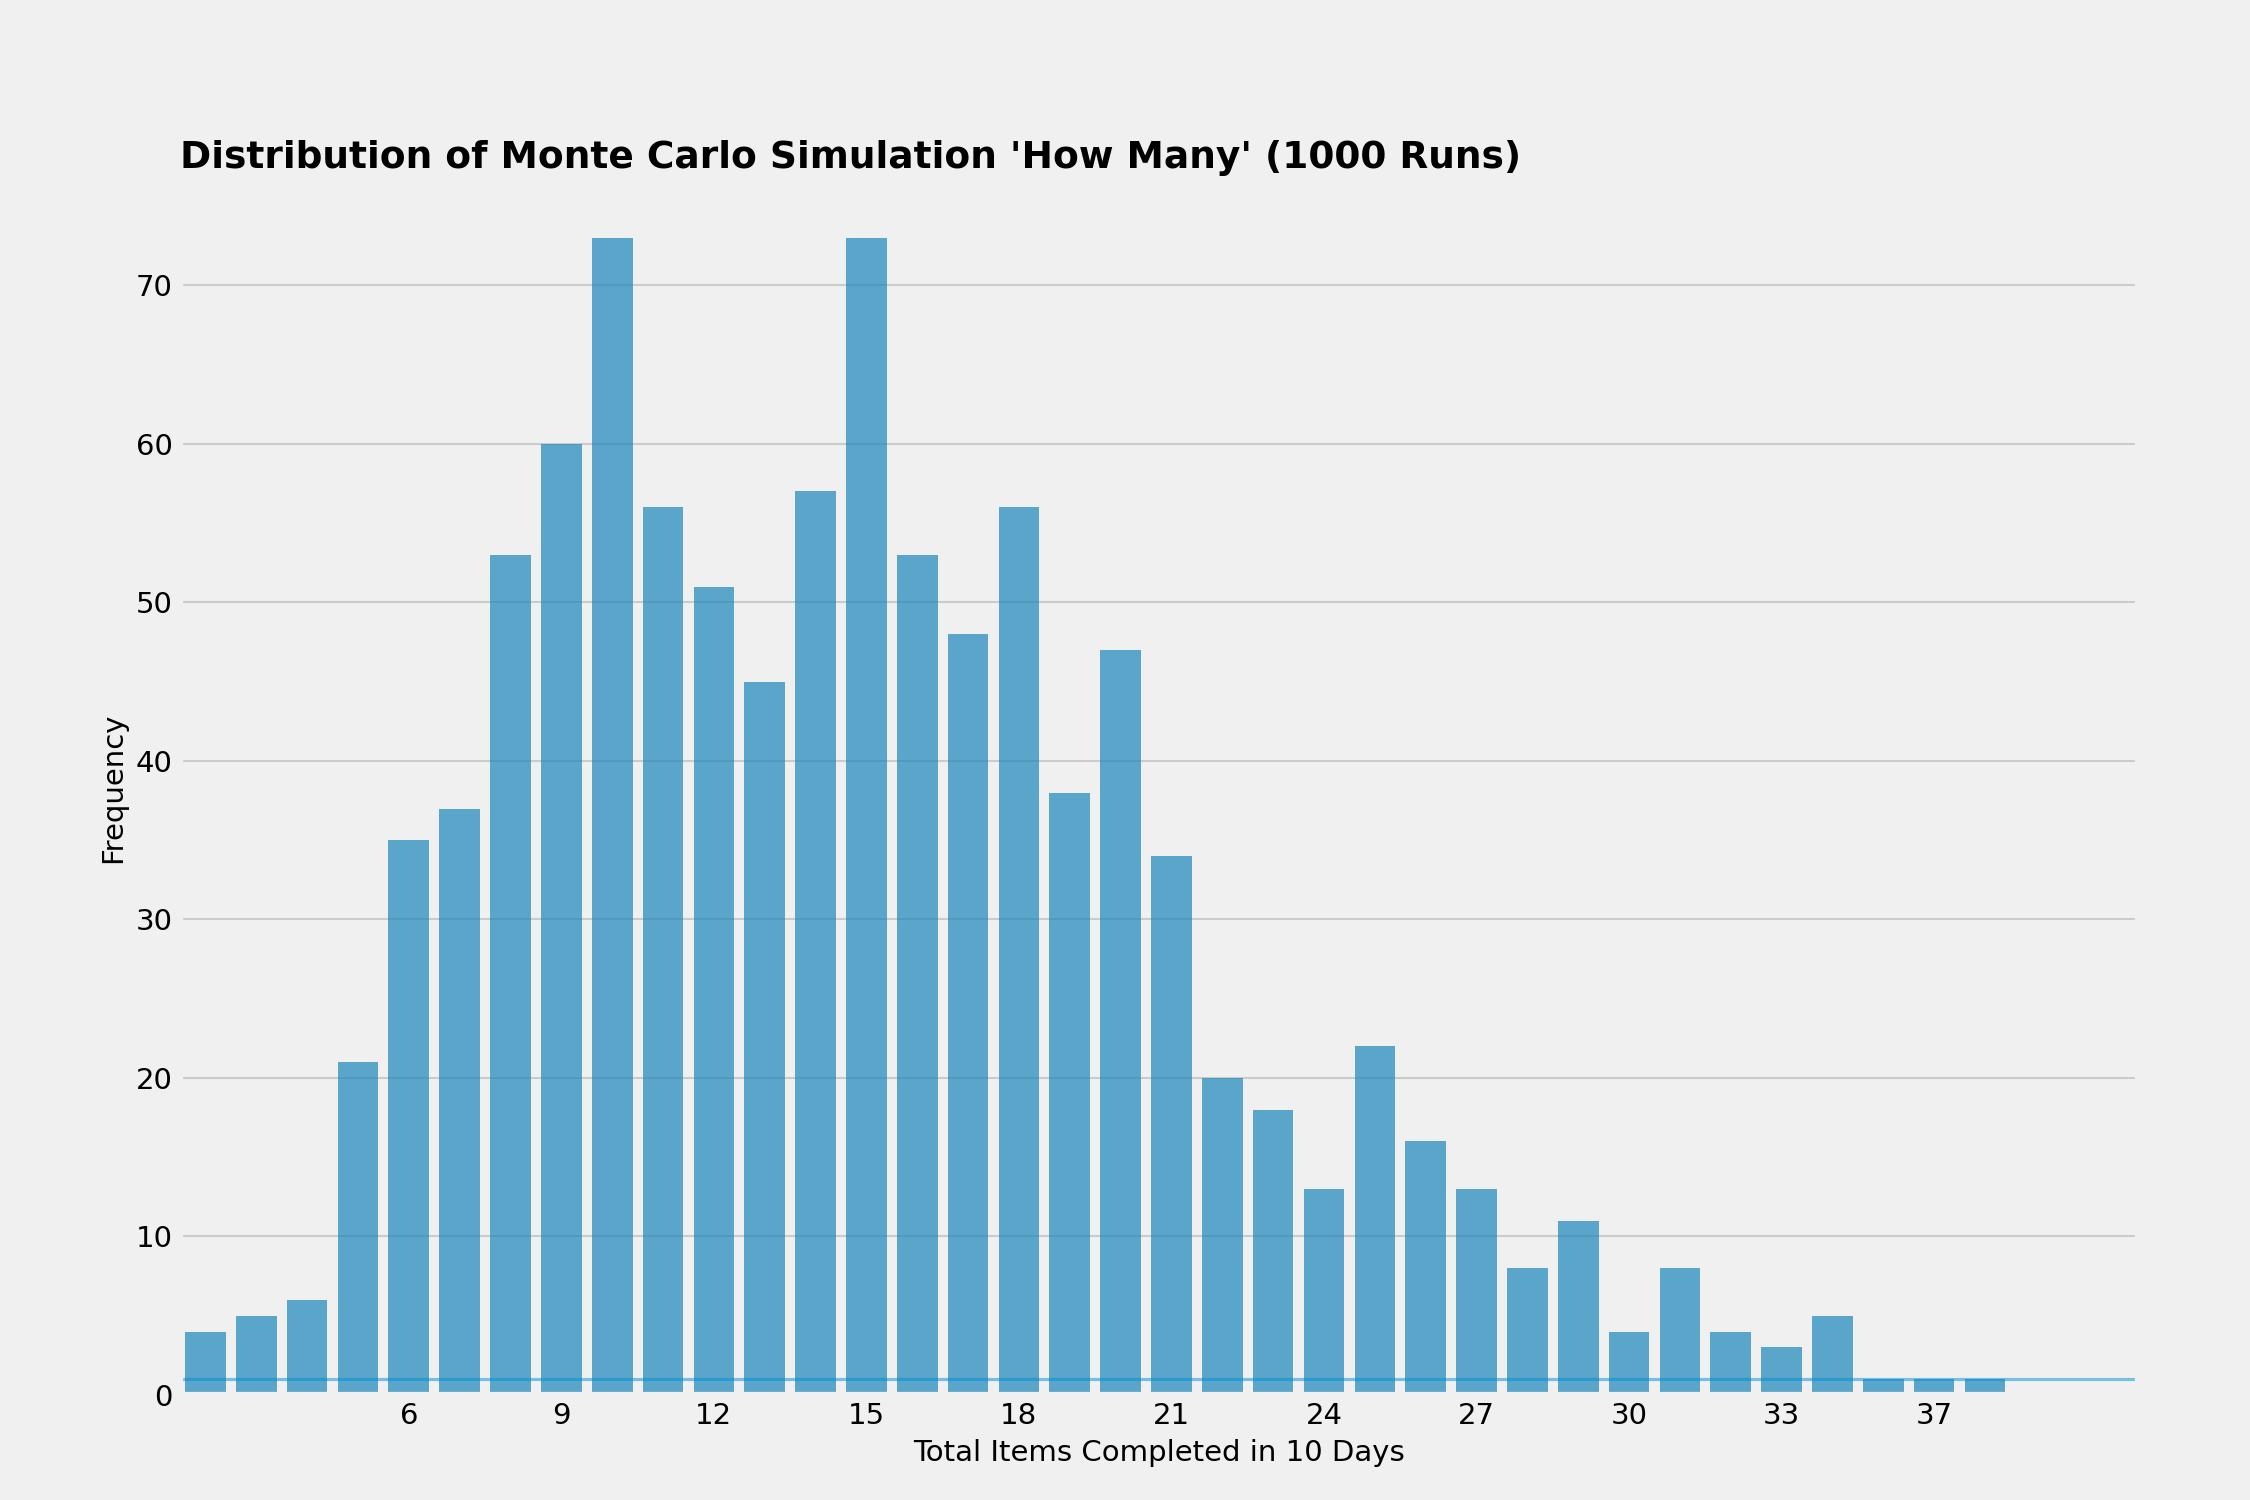 Distribution of Monte Carlo Simulation 'How Many' (1000 Runs)
70
60
50
40
30
20
10
0
Frequency
6 9 12 15 18 21 24 27 30 33 37
Total Items Completed in 10 Days